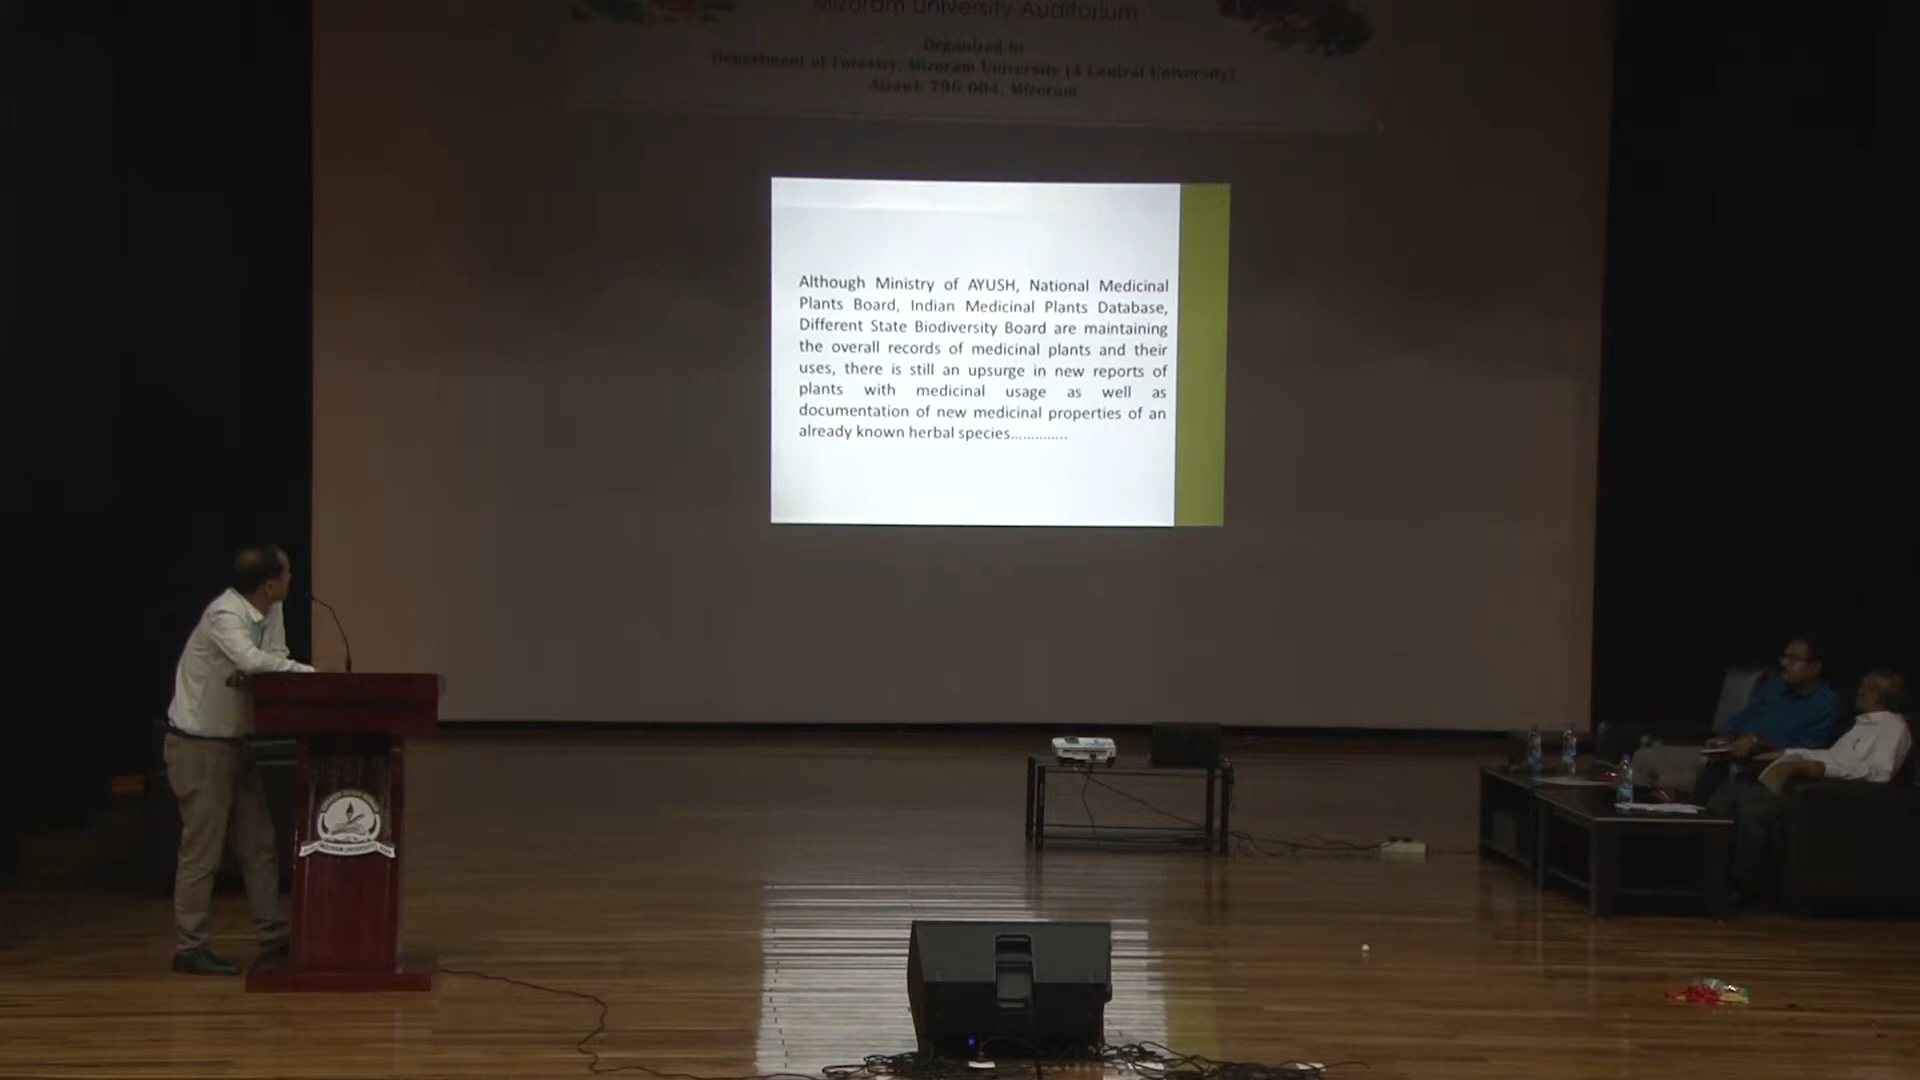 Mizoram University Auditorium
Organized by
Department of Forestry, Mizoram University (A Central University)
Aizawl- 796 004, Mizoram
Although Ministry of AYUSH, National Medicinal
Plants Board, Indian Medicinal Plants Database,
Different State Biodiversity Board are maintaining
the overall records of medicinal plants and their
uses, there is still an upsurge in new reports of
plants with medicinal usage as well as
documentation of new medicinal properties of an
already known herbal species..............
MIZORAM UNIVERSITY